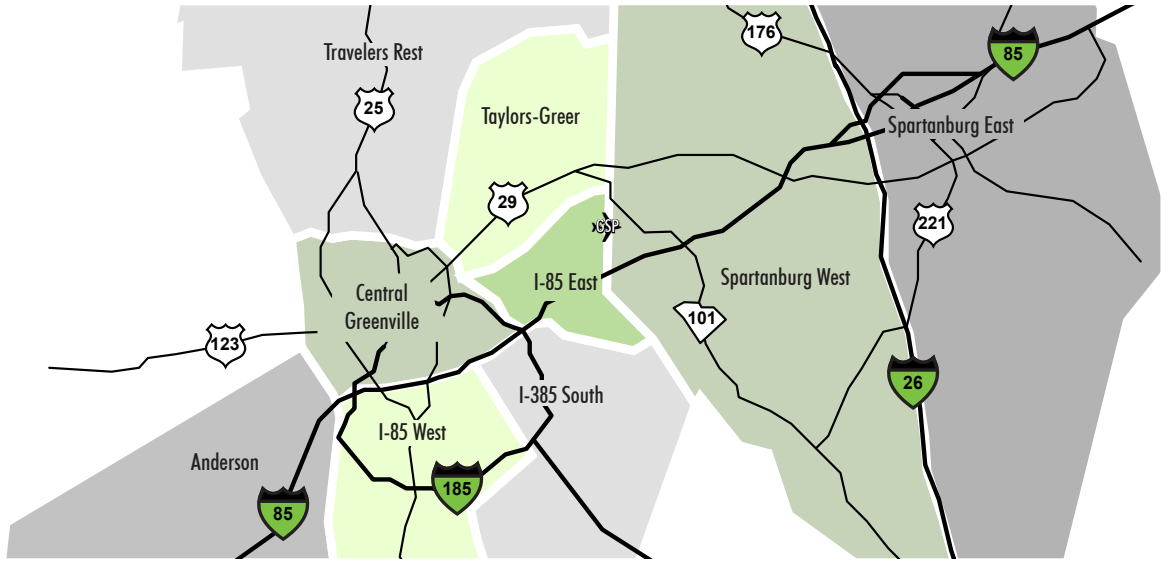 176
85
Travelers Rest
25
Taylors-Greer
Spartanburg East
29
GSP
221
I-85 East
Spartanburg West
Central
Greenville
101
123
26
I-385 South
I-85 West
Anderson
185
85